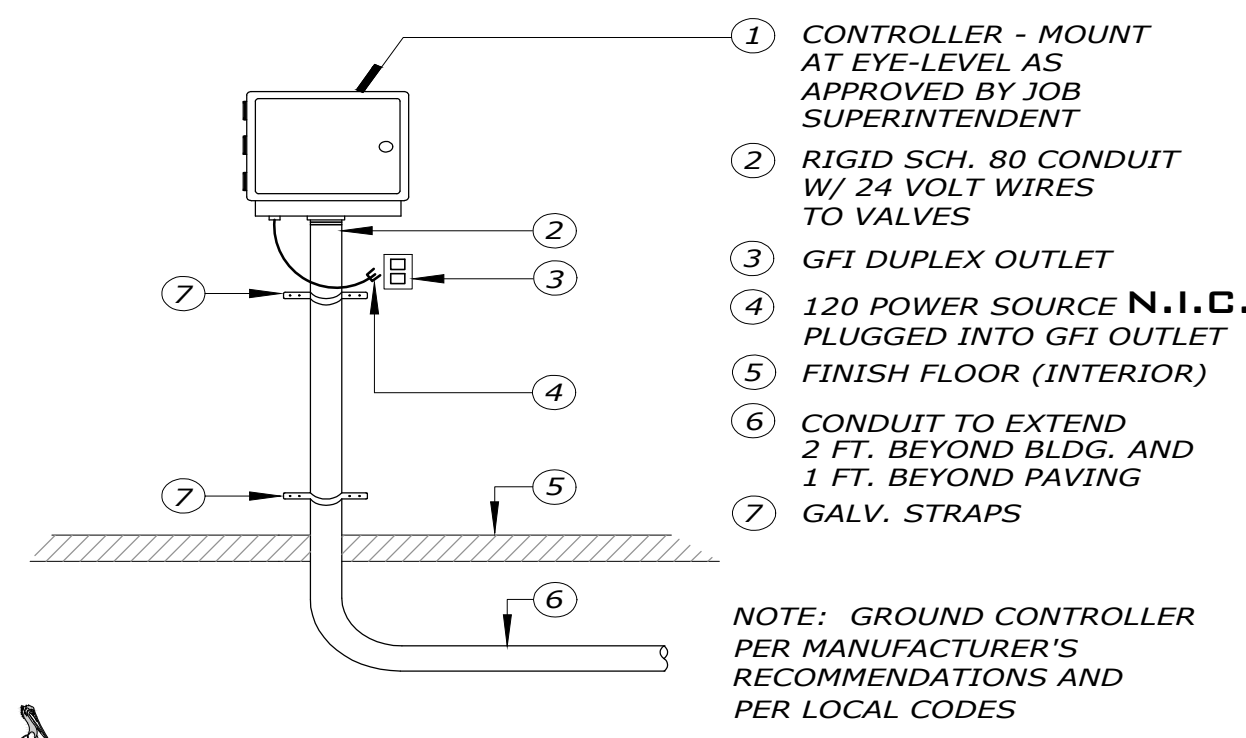 1 CONTROLLER - MOUNT
AT EYE-LEVEL AS
APPROVED BY JOB
SUPERINTENDENT
2 RIGID SCH. 80 CONDUIT
W/ 24 VOLT WIRES
TO VALVES
3 GFI DUPLEX OUTLET
4 120 POWER SOURCE N.I.C.
PLUGGED INTO GFI OUTLET
5 FINISH FLOOR (INTERIOR)
6 CONDUIT TO EXTEND
2 FT. BEYOND BLDG. AND
1 FT. BEYOND PAVING
7 GALV. STRAPS
2
3
7
4
7
5
6
NOTE: GROUND CONTROLLER
PER MANUFACTURER'S
RECOMMENDATIONS AND
PER LOCAL CODES